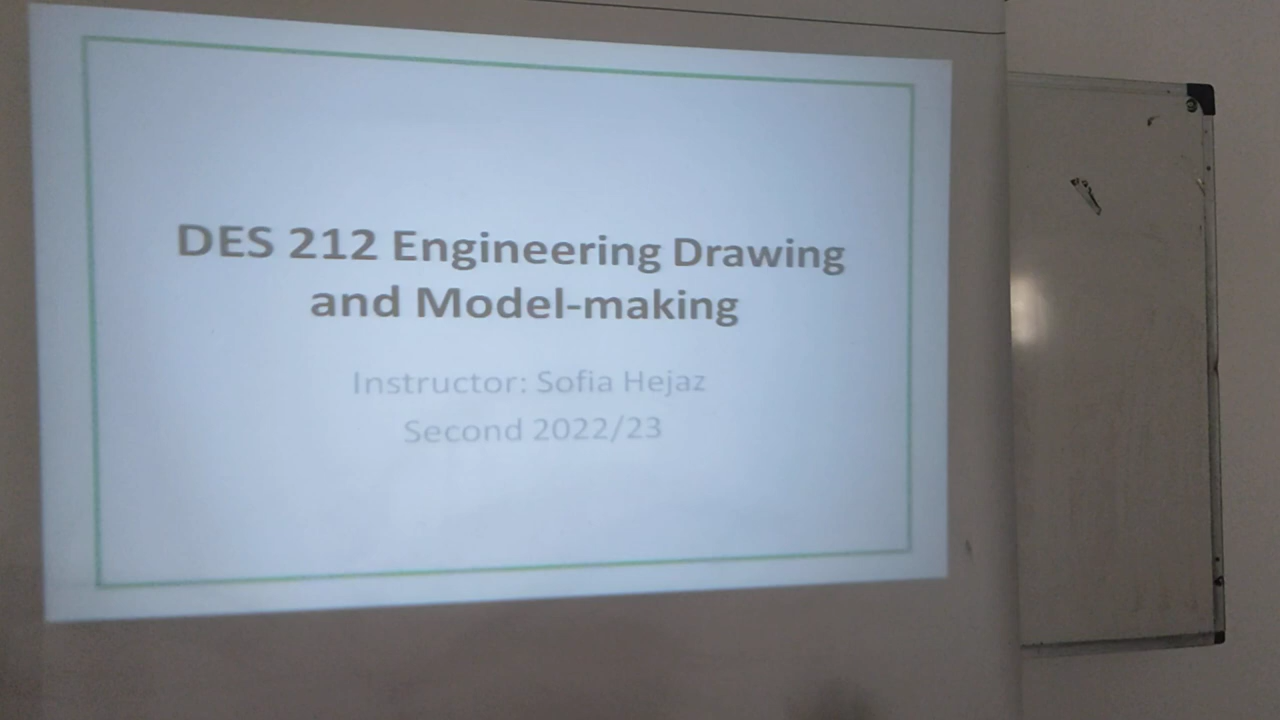 DES 212 Engineering Drawing
and Model-making
Instructor: Sofia Hejaz
Second 2022/23